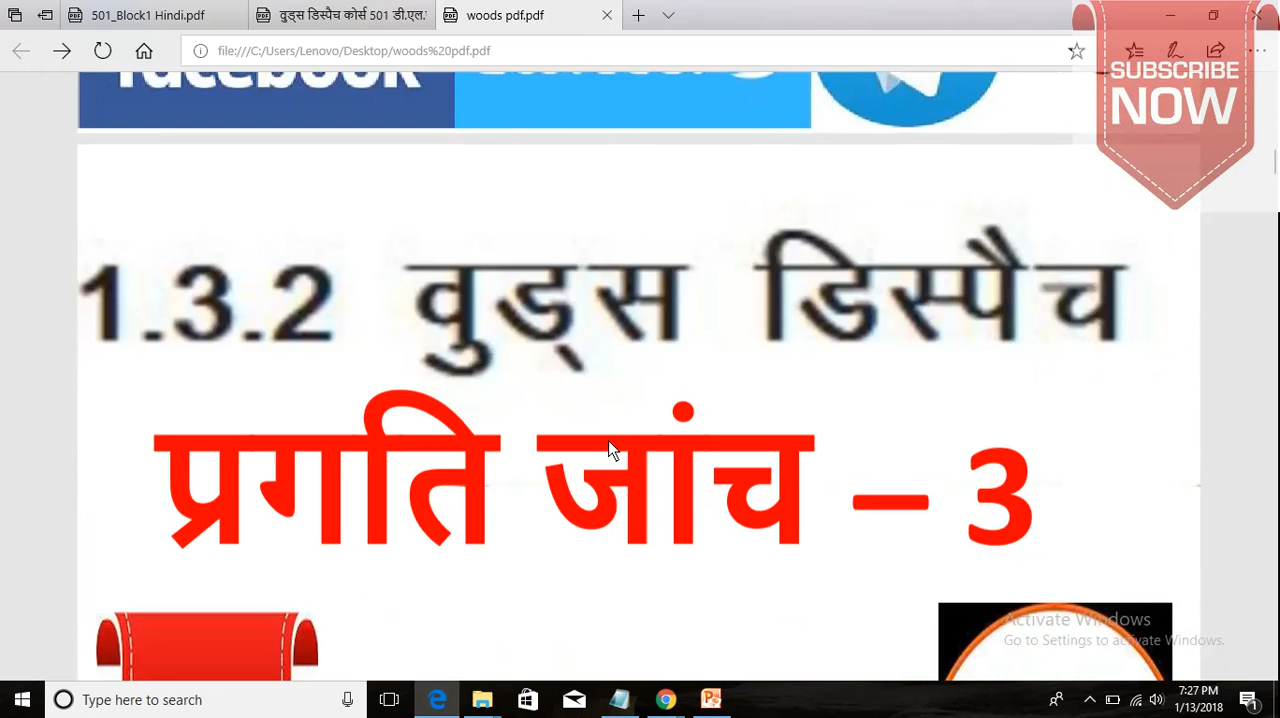 501_Block1 Hindi.pdf
वुड्स डिस्पैच कोर्स 501 डी.एल.
woods pdf.pdf
file:///C:/Users/Lenovo/Desktop/woods%20pdf.pdf
SUBSCRIBE
NOW
facebook
1.3.2 वुड्स डिस्पैच
प्रगति जांच – 3
Activate Windows
Go to Settings to activate Windows.
Type here to search
7:27 PM
1/13/2018
1